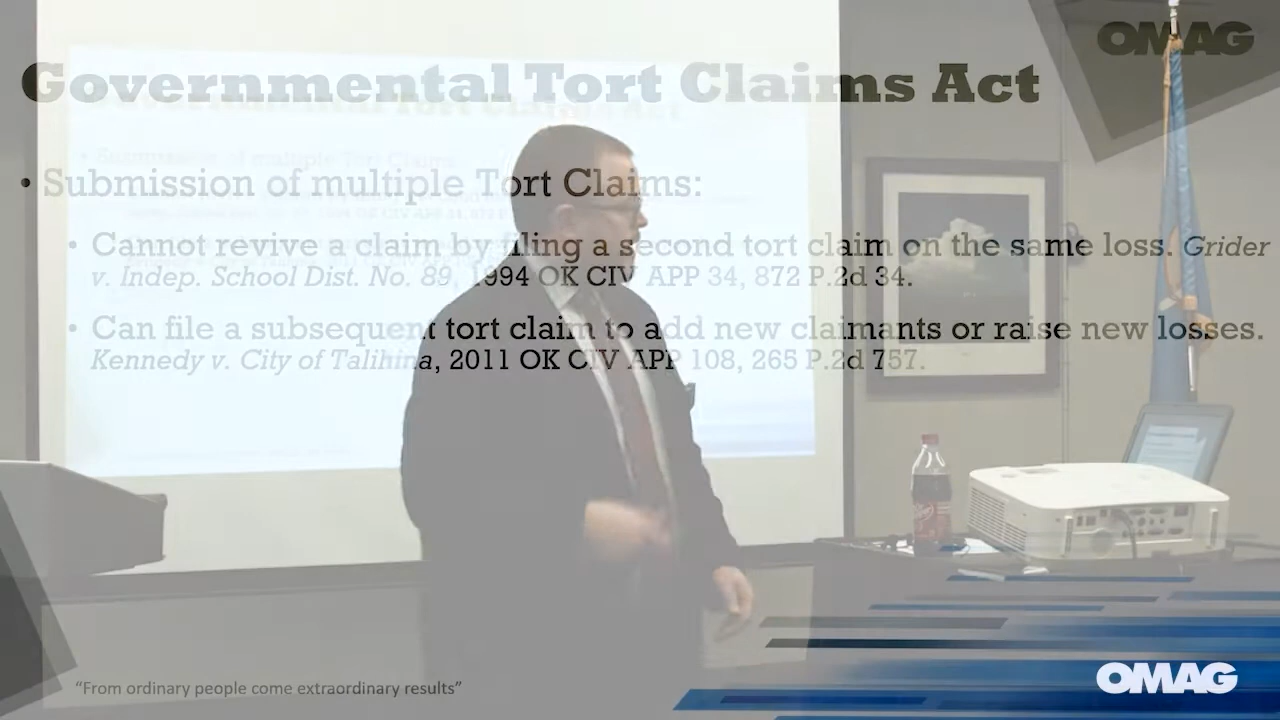 OMAG
Governmental Tort Claims Act
• Submission of multiple Tort Claims:
• Cannot revive a claim by filing a second tort claim on the same loss. Grider
v. Indep. School Dist. No. 89, 1994 OK CIV APP 34, 872 P.2d 34.
• Can file a subsequent tort claim to add new claimants or raise new losses.
Kennedy v. City of Talihina, 2011 OK CIV APP 108, 265 P.2d 757.
"From ordinary people come extraordinary results"
OMAG